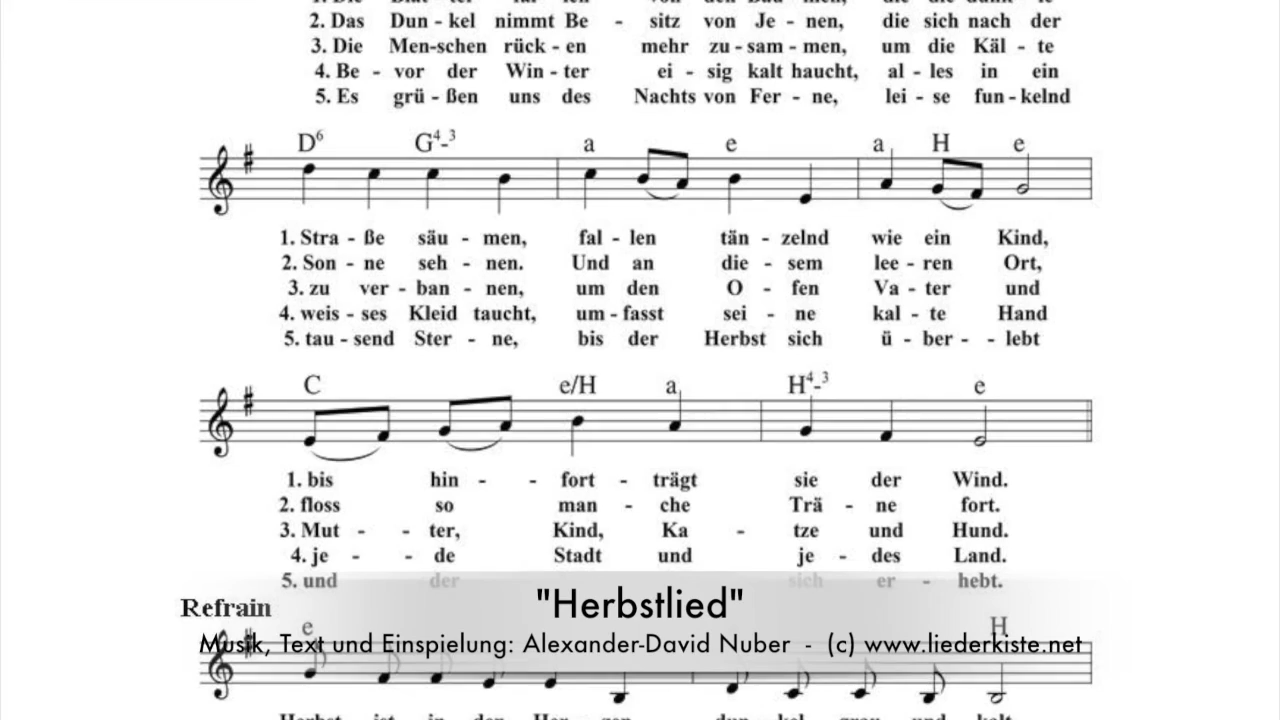 2. Das Dun - kel nimmt Be - sitz von Je - nen, die sich nach der
3. Die Men-schen rück - en mehr zu - sam - men, um die Käl - te
4. Be - vor der Win - ter ei - sig kalt haucht, al - les in ein
5. Es grü - ßen uns des Nachts von Fer - ne, lei - se fun - kelnd
D6 G4-3 a e a H e
1. Stra - ße säu - men, fal - len tän - zelnd wie ein Kind,
2. Son - ne seh - nen. Und an die - sem lee - ren Ort,
3. zu ver - ban - nen, um den O - fen Va - ter und
4. weis - ses Kleid taucht, um - fasst sei - ne kal - te Hand
5. tau - send Ster - ne, bis der Herbst sich ü - ber - - lebt
C e/H a H4-3 e
1. bis hin - - fort - trägt sie der Wind.
2. floss so man - che Trä - ne fort.
3. Mut - - ter, Kind, Ka - tze und Hund.
4. je - - de Stadt und je - des Land.
5. und der sich er - hebt.
"Herbstlied"
Refrain
e H
Musik, Text und Einspielung: Alexander-David Nuber - (c) www.liederkiste.net